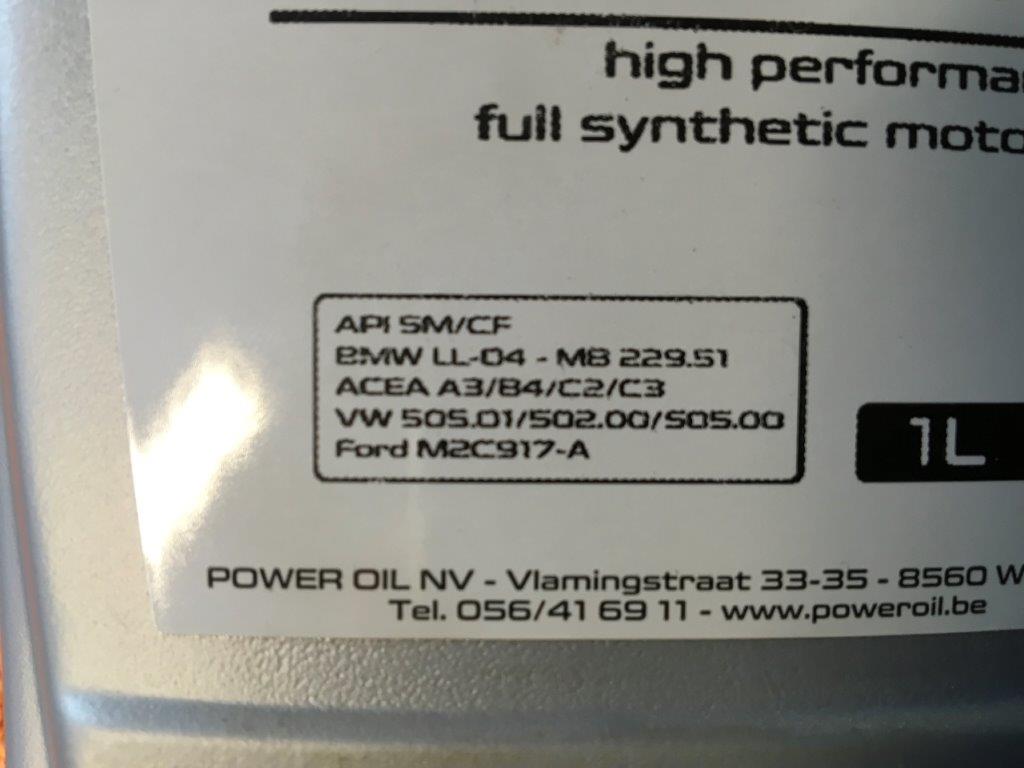 high performa
full synthetic moto
API SM/CF
BMW LL-04 - MB 229.51
ACEA A3/B4/C2/C3
VW 505.01/502.00/505.00
Ford M2C917-A
1L
POWER OIL NV - Vlamingstraat 33-35 - 8560 W
Tel. 056/41 69 11 - www.poweroil.be